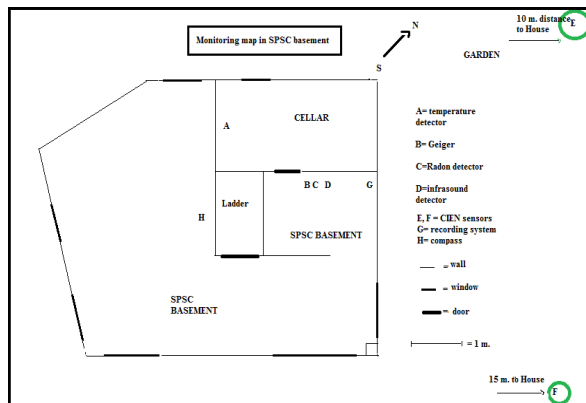 Monitoring map in SPSC basement
N
S
10 m. distance
to House
E
GARDEN
A
CELLAR
A= temperature
detector
B= Geiger
C=Radon detector
D=infrasound
detector
E, F = CIEN sensors
G= recording system
H= compass
B C D
G
Ladder
H
SPSC BASEMENT
= wall
= window
= door
= 1 m.
SPSC
BASEMENT
15 m. to House
F